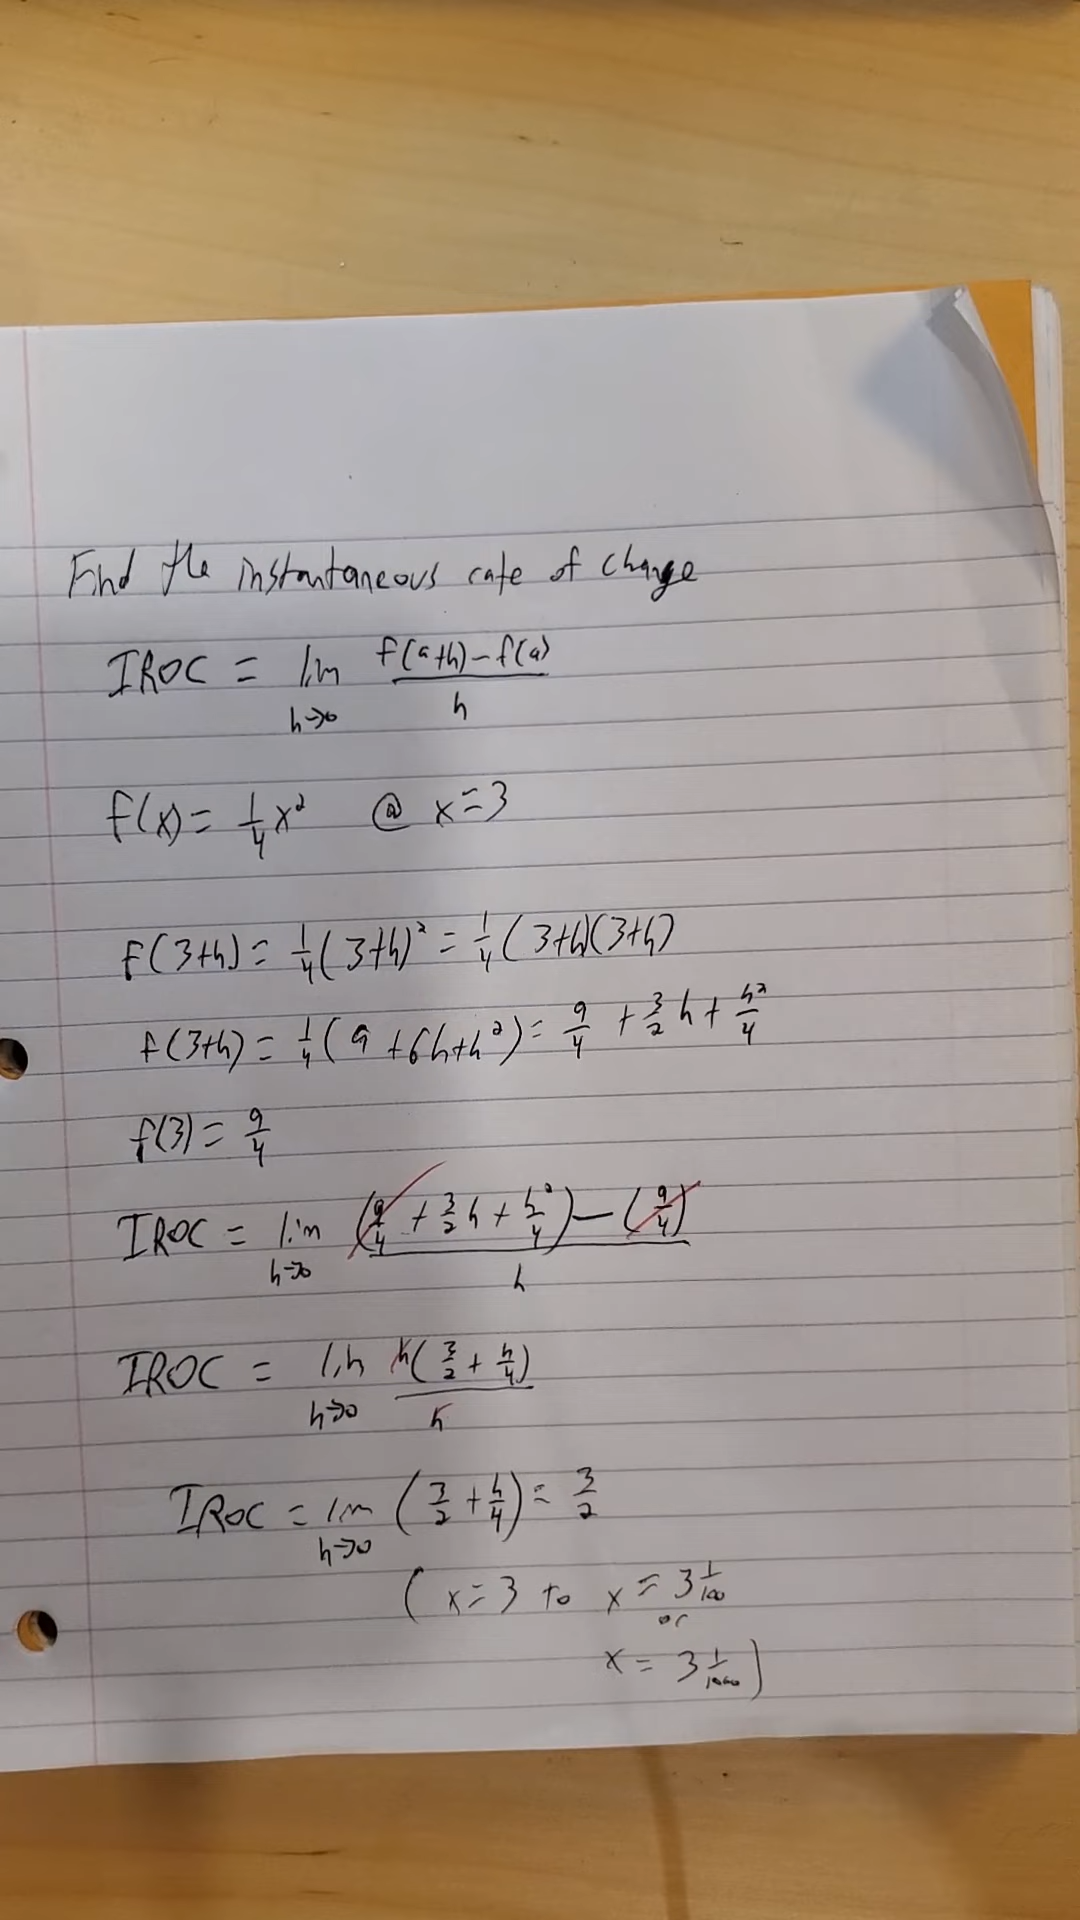 Find the instantaneous rate of change
IROC = lim h→0 (f(a+h) – f(a))/h
f(x) = 1/4 x² @ x=3
f(3+h) = 1/4(3+h)² = 1/4(3+h)(3+h)
f(3+h) = 1/4(9 + 6h + h²) = 9/4 + 3/2 h + h²/4
f(3) = 9/4
IROC = lim h→0 ((9/4 + 3/2 h + h²/4) – (9/4))/h
IROC = lim h→0 h(3/2 + h/4)/h
IROC = lim h→0 (3/2 + h/4) = 3/2
( x=3 to x = 3 1/100
or
x = 3 1/1000 )